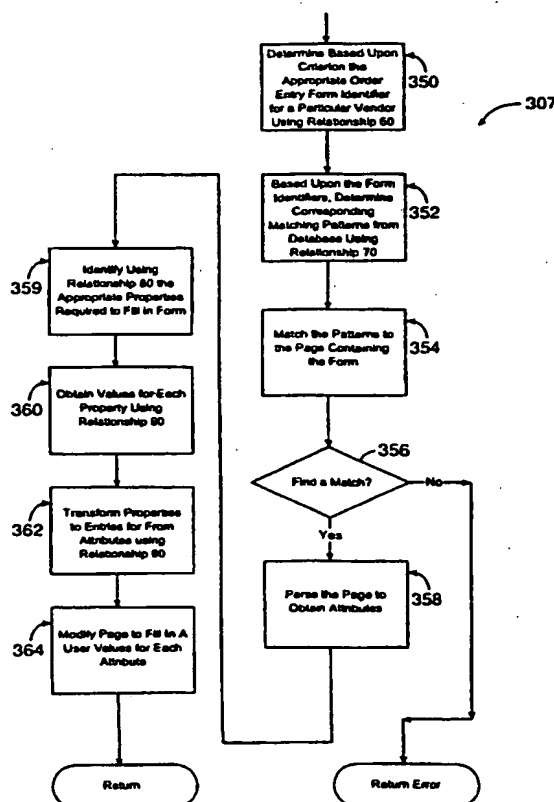 Determine Based Upon
Criterion the
Appropriate Order
Entry Form Identifier
for a Particular Vendor
Using Relationship 60
350
307
Based Upon the Form
Identifiers, Determine
Corresponding
Matching Patterns from
Database Using
Relationship 70
352
Match the Patterns to
the Page Containing
the Form
354
Find a Match?
356
No
Yes
Parse the Page to
Obtain Attributes
358
Identify Using
Relationship 80 the
Appropriate Properties
Required to Fill in Form
359
Obtain Values for Each
Property Using
Relationship 90
360
Transform Properties
to Entries for From
Attributes using
Relationship 80
362
Modify Page to Fill In A
User Values for Each
Attribute
364
Return
Return Error